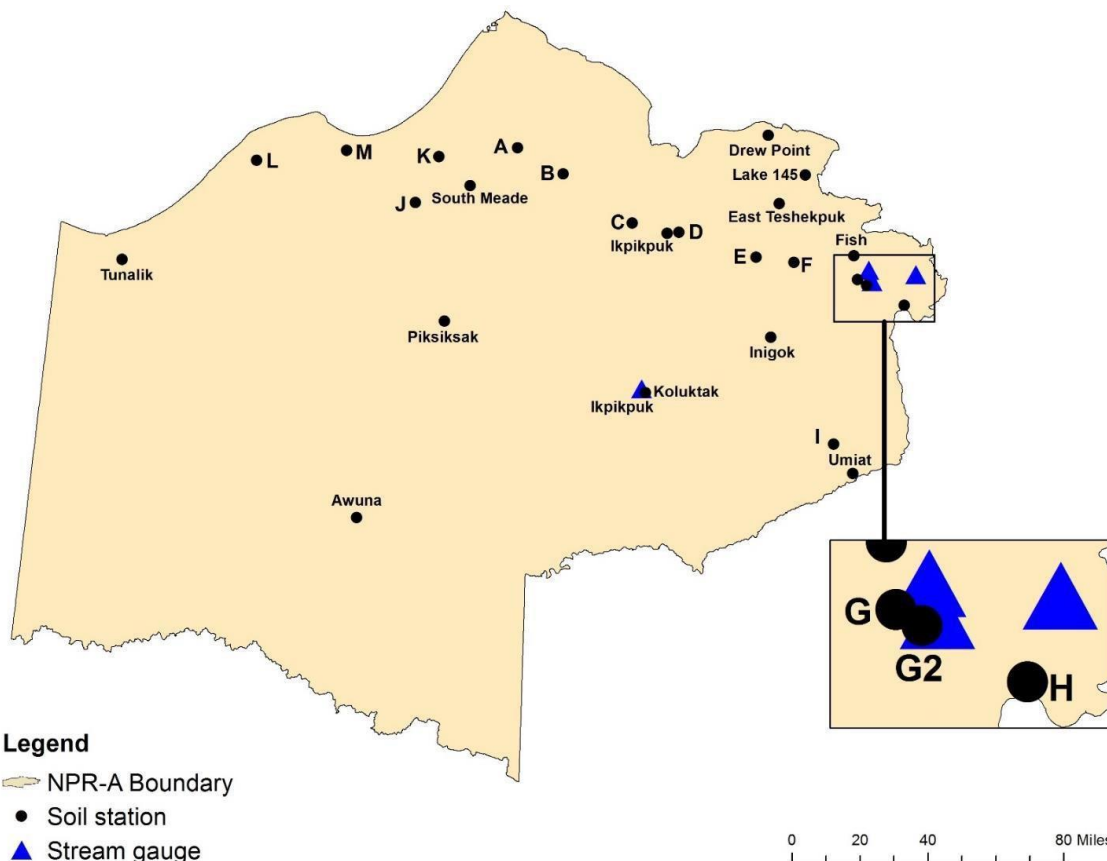 Drew Point
A
M
K
L
B
Lake 145
South Meade
J
East Teshekpuk
C
Ikpikpuk
D
Fish
E
F
Tunalik
Piksiksak
Inigok
Koluktak
Ikpikpuk
I
Umiat
Awuna
G
G2
H
Legend
NPR-A Boundary
Soil station
Stream gauge
0 20 40 80 Miles